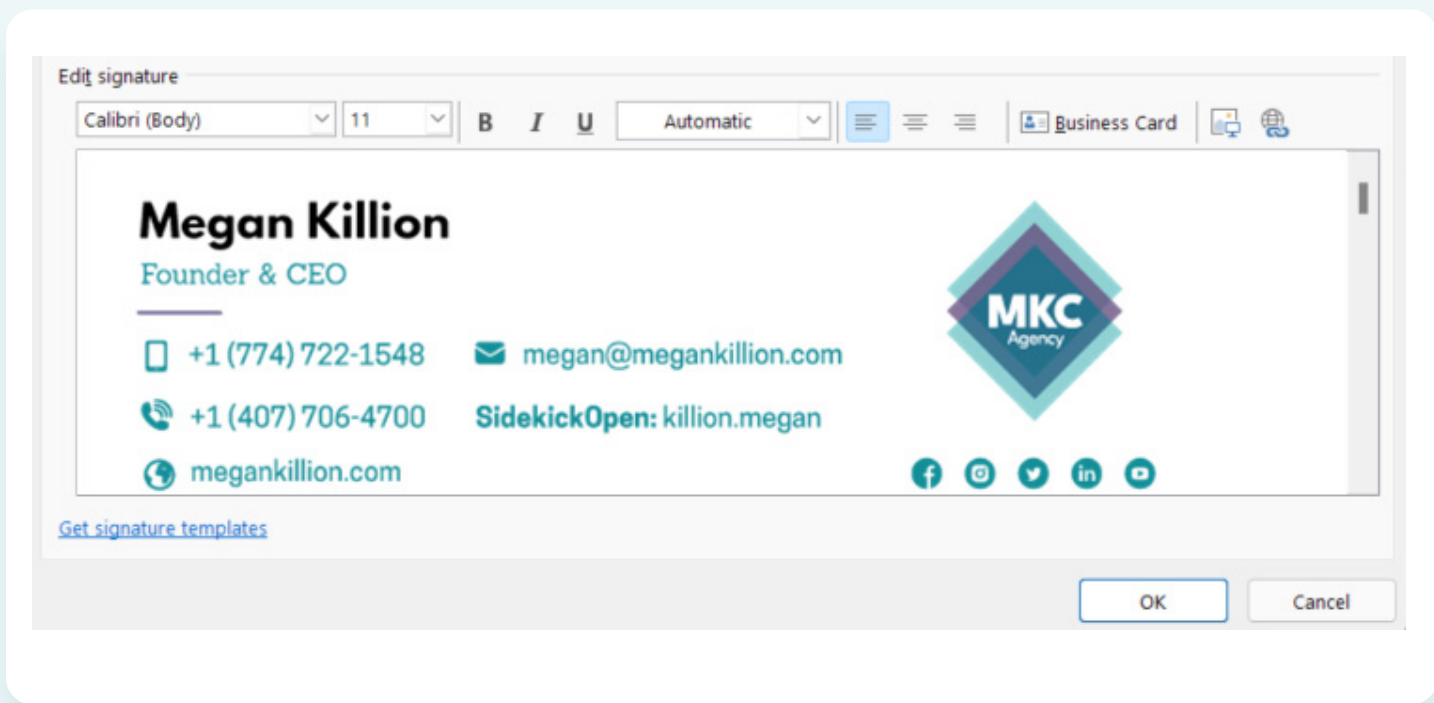 Edit signature
Calibri (Body) 11 B I U Automatic Business Card
Megan Killion
Founder & CEO
+1 (774) 722-1548 megan@megankillion.com
+1 (407) 706-4700 SidekickOpen: killion.megan
megankillion.com
MKC
Agency
Get signature templates
OK Cancel